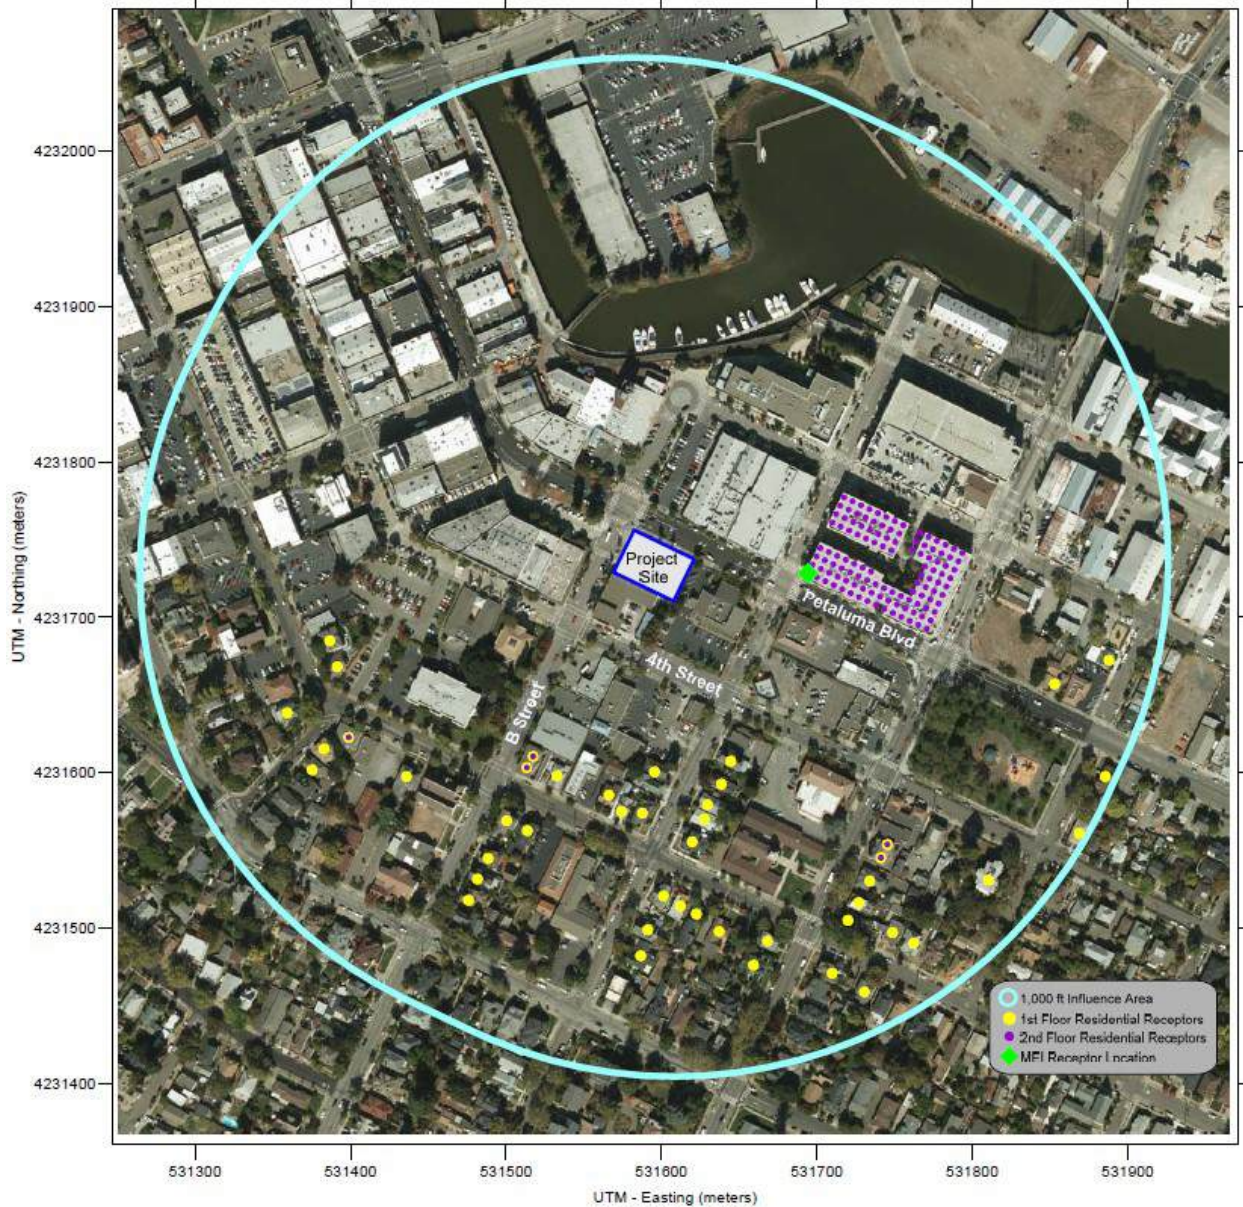 4232000
4231900
4231800
4231700
4231600
4231500
4231400
UTM - Northing (meters)
Project
Site
Petaluma Blvd
4th Street
B Street
1,000 ft Influence Area
1st Floor Residential Receptors
2nd Floor Residential Receptors
MEI Receptor Location
531300
531400
531500
531600
531700
531800
531900
UTM - Easting (meters)